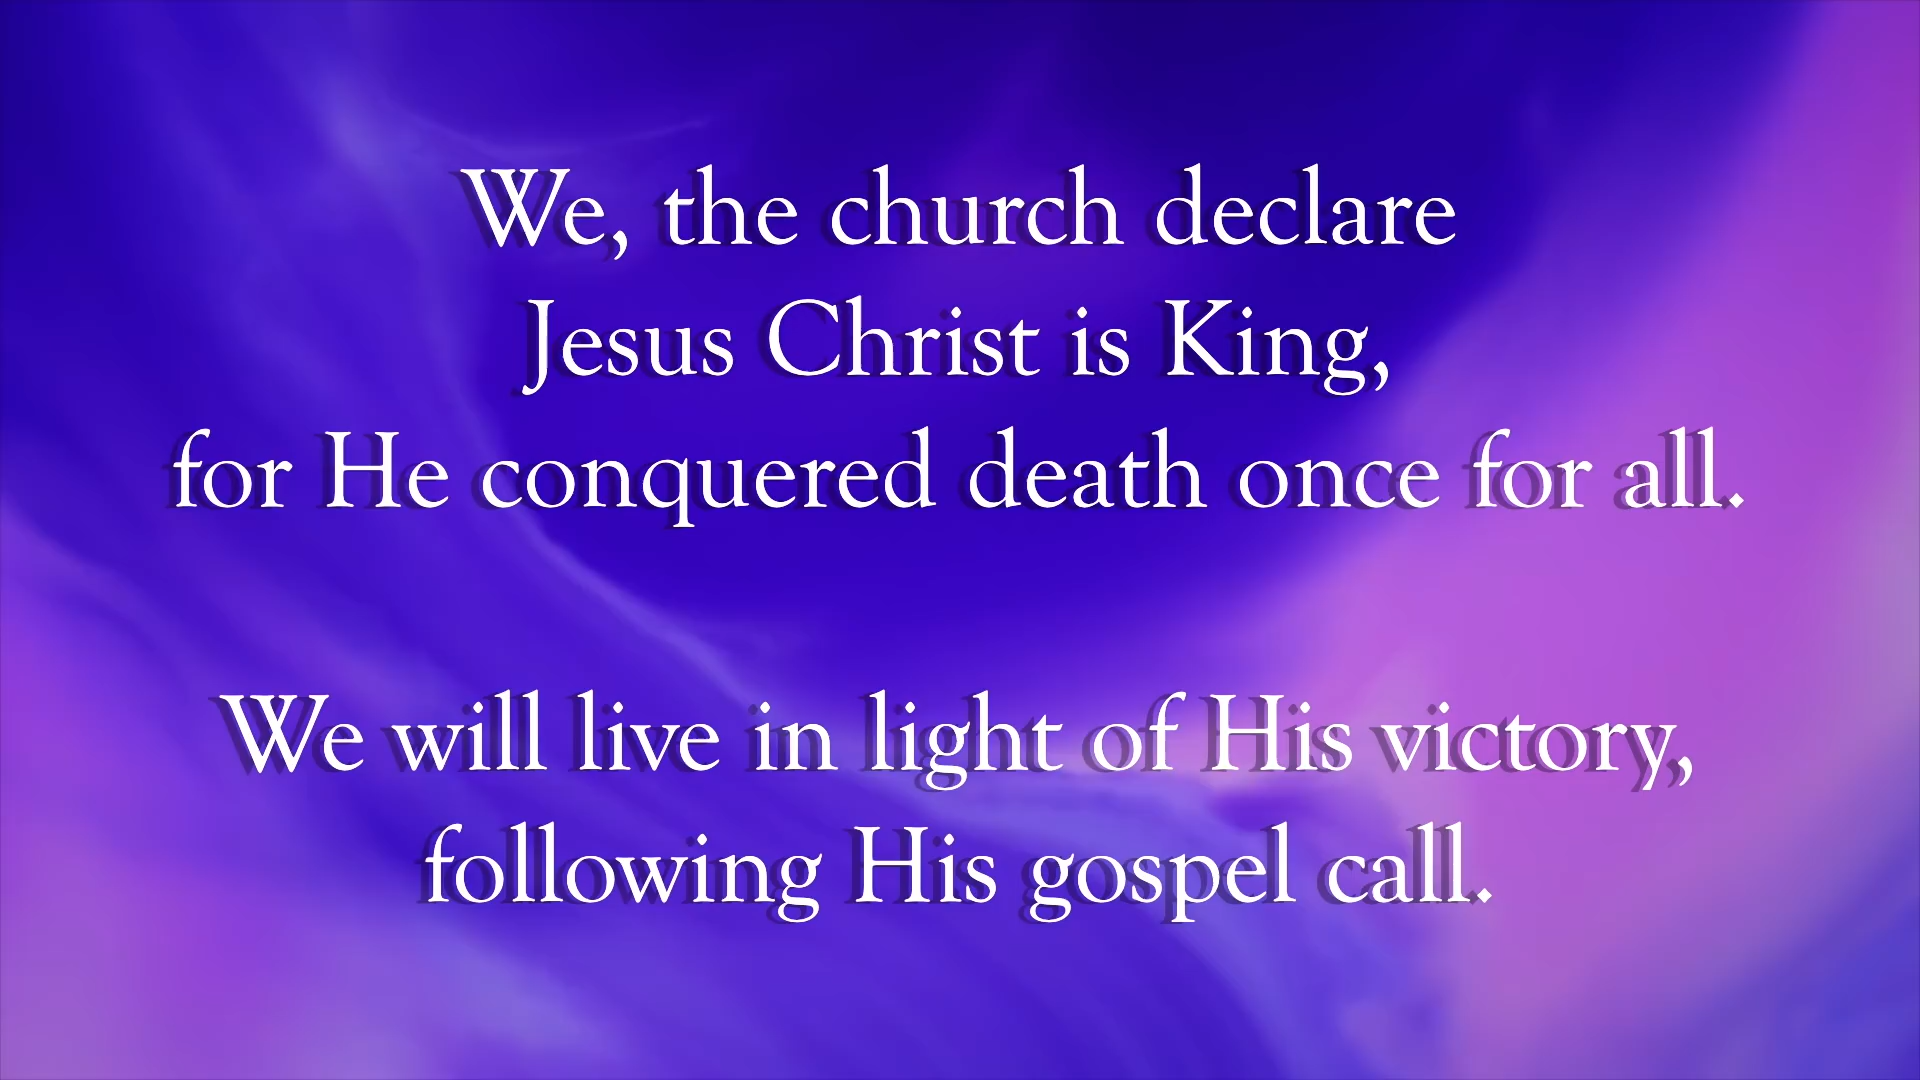 We, the church declare
Jesus Christ is King,
for He conquered death once for all.
We will live in light of His victory,
following His gospel call.